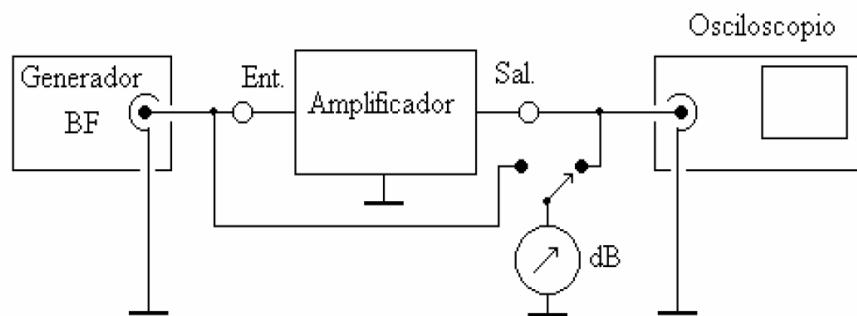 Osciloscopio
Generador
BF
Ent.
Amplificador
Sal.
dB